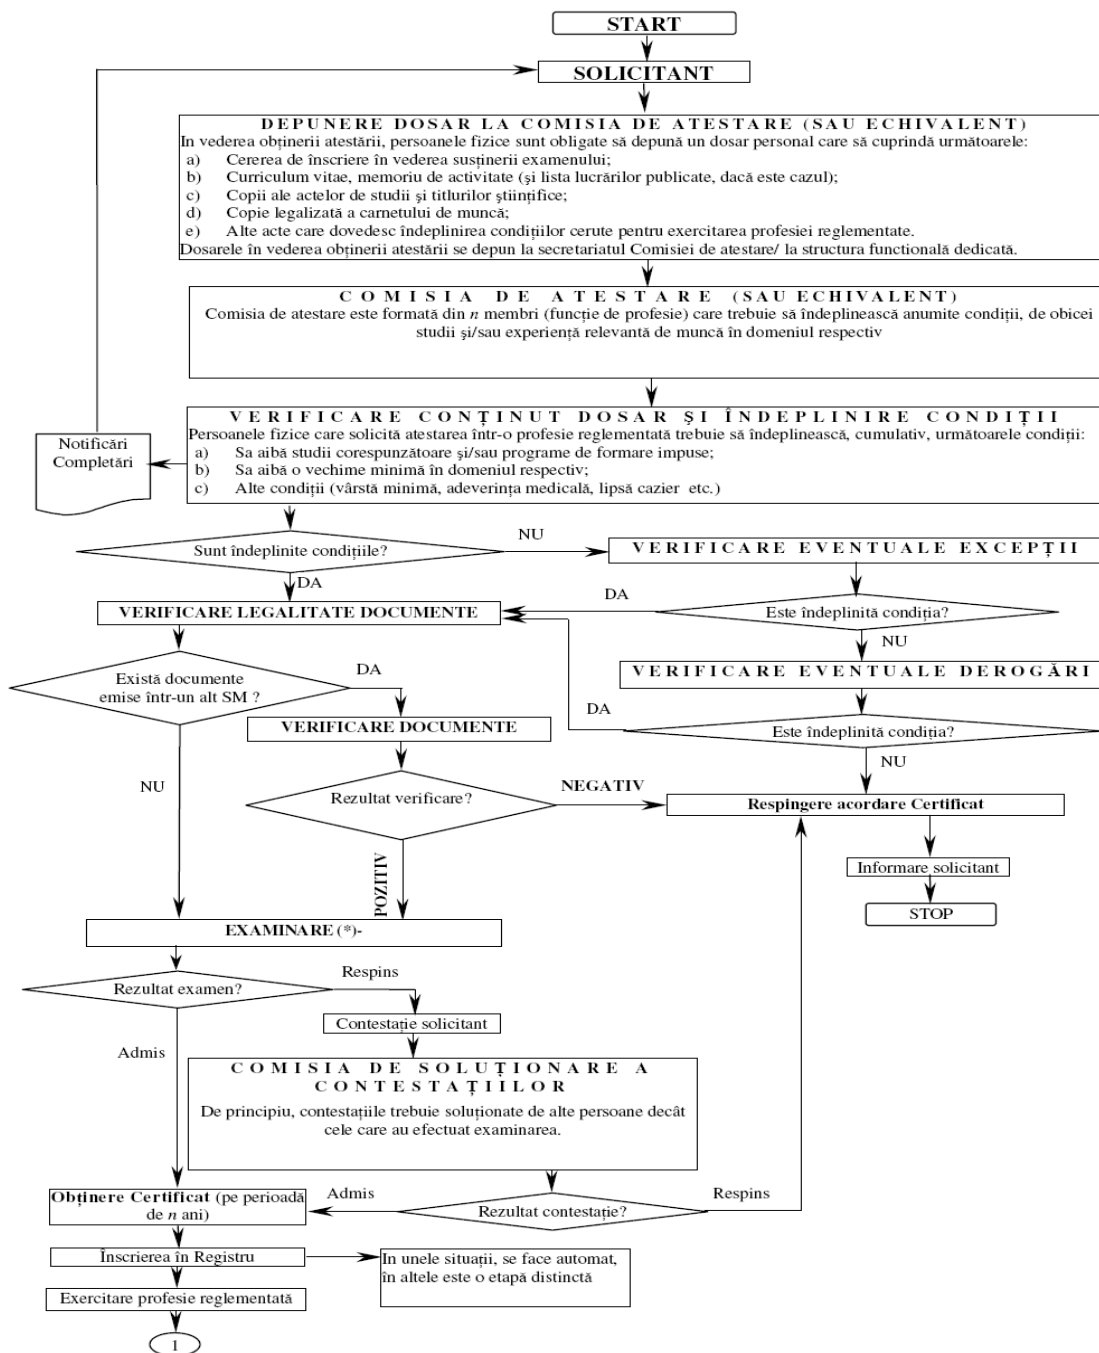 START
SOLICITANT
DEPUNERE DOSAR LA COMISIA DE ATESTARE (SAU ECHIVALENT)
In vederea obținerii atestării, persoanele fizice sunt obligate să depună un dosar personal care să cuprindă următoarele:
a) Cererea de înscriere în vederea susținerii examenului;
b) Curriculum vitae, memoriu de activitate (şi lista lucrărilor publicate, dacă este cazul);
c) Copii ale actelor de studii şi titlurilor ştiințifice;
d) Copie legalizată a carnetului de muncă;
e) Alte acte care dovedesc îndeplinirea condițiilor cerute pentru exercitarea profesiei reglementate.
Dosarele în vederea obținerii atestării se depun la secretariatul Comisiei de atestare/ la structura functională dedicată.
COMISIA DE ATESTARE (SAU ECHIVALENT)
Comisia de atestare este formată din n membri (funcție de profesie) care trebuie să îndeplinească anumite condiții, de obicei
studii şi/sau experiență relevantă de muncă în domeniul respectiv
VERIFICARE CONȚINUT DOSAR ŞI ÎNDEPLINIRE CONDIȚII
Persoanele fizice care solicită atestarea într-o profesie reglementată trebuie să îndeplinească, cumulativ, următoarele condiții:
a) Sa aibă studii corespunzătoare şi/sau programe de formare impuse;
b) Sa aibă o vechime minimă în domeniul respectiv;
c) Alte condiții (vârstă minimă, adeverința medicală, lipsă cazier etc.)
Notificări
Completări
Sunt îndeplinite condițiile?
NU
VERIFICARE EVENTUALE EXCEPȚII
DA
VERIFICARE LEGALITATE DOCUMENTE
DA
Este îndeplinită condiția?
NU
VERIFICARE EVENTUALE DEROGĂRI
Există documente
emise într-un alt SM ?
DA
VERIFICARE DOCUMENTE
DA
Este îndeplinită condiția?
NU
NU
Rezultat verificare?
NEGATIV
Respingere acordare Certificat
POZITIV
Informare solicitant
STOP
EXAMINARE (*)-
Rezultat examen?
Respins
Contestație solicitant
Admis
COMISIA DE SOLUȚIONARE A
CONTESTAȚIILOR
De principiu, contestațiile trebuie soluționate de alte persoane decât
cele care au efectuat examinarea.
Obținere Certificat (pe perioadă
de n ani)
Admis
Rezultat contestație?
Respins
Înscrierea în Registru
In unele situații, se face automat,
în altele este o etapă distinctă
Exercitare profesie reglementată
1